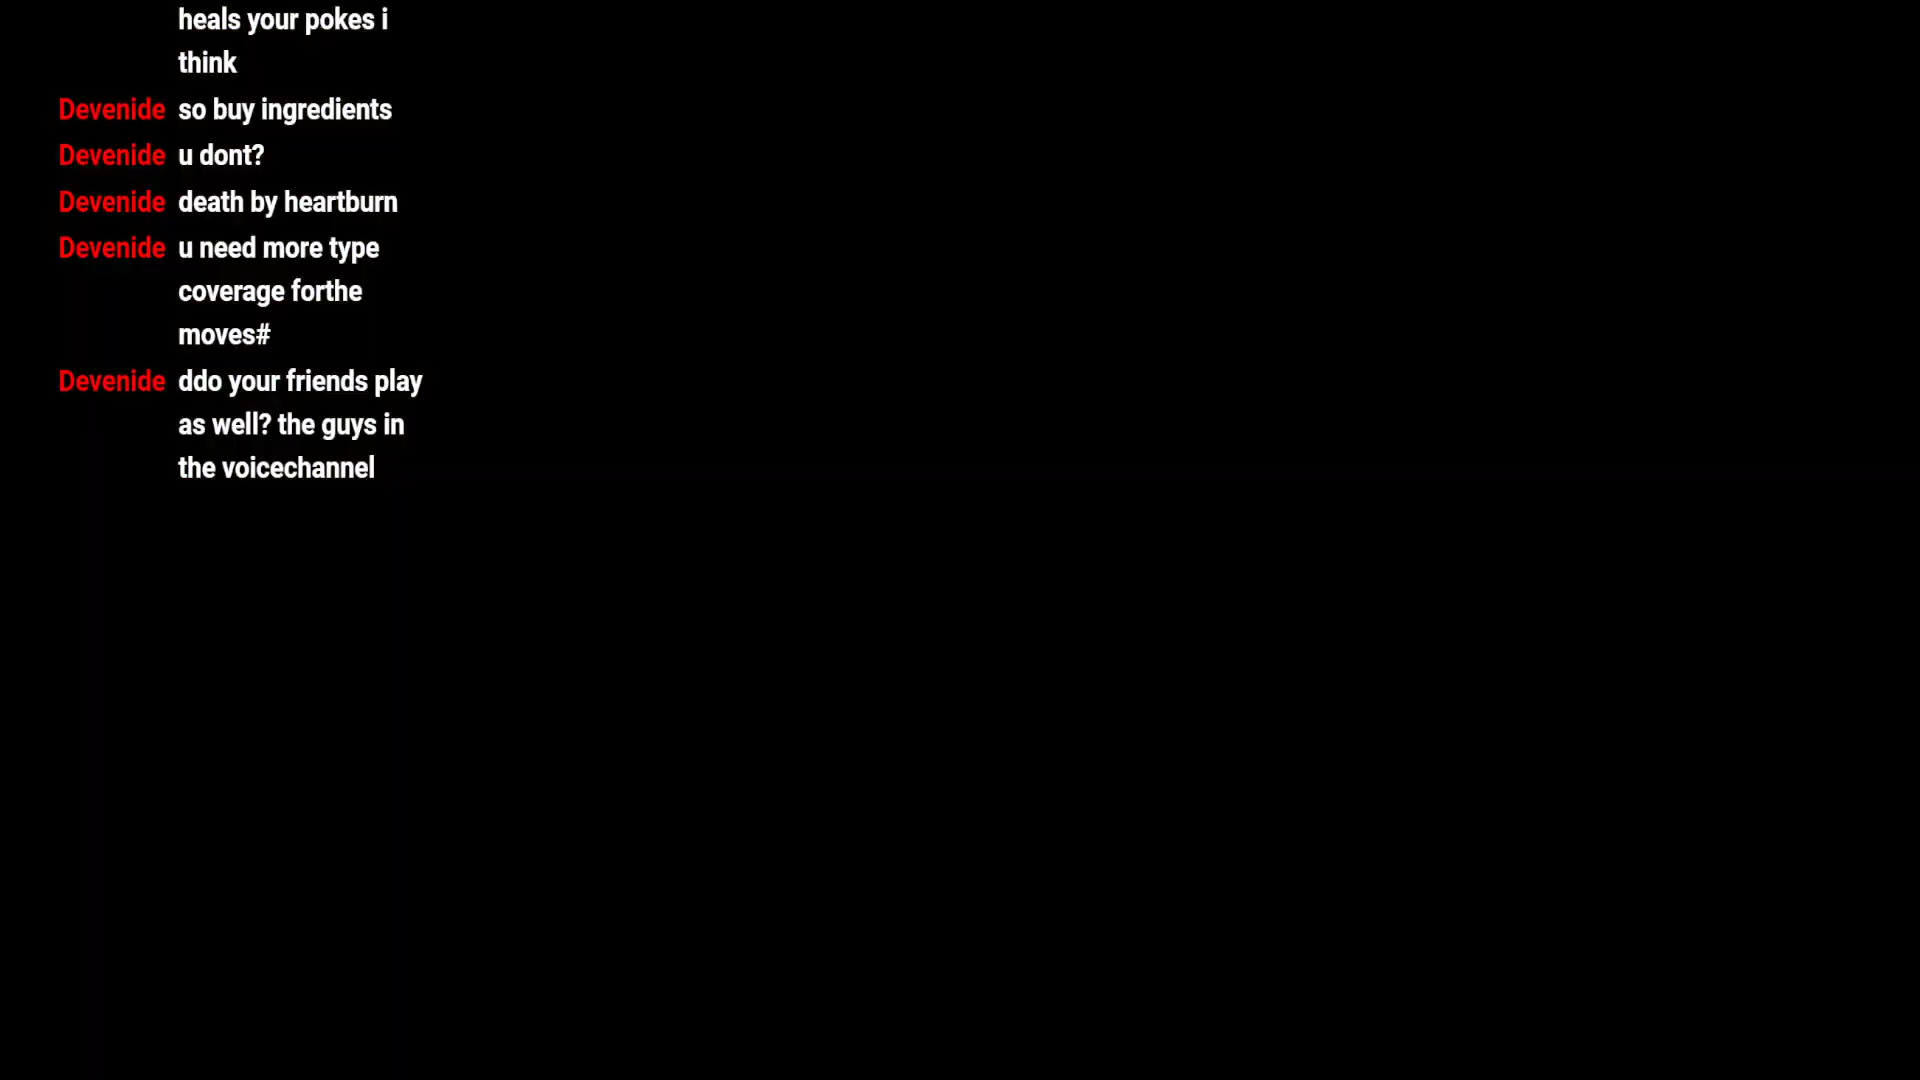 heals your pokes i
think
Devenide so buy ingredients
Devenide u dont?
Devenide death by heartburn
Devenide u need more type
coverage forthe
moves#
Devenide ddo your friends play
as well? the guys in
the voicechannel